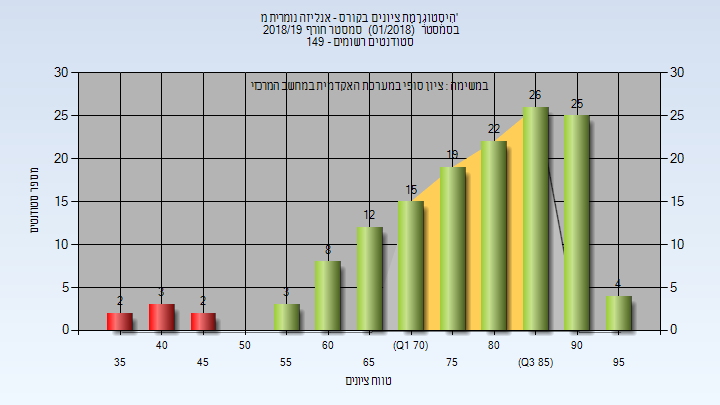 היסטוגרמת ציונים בקורס - אנליזה נומרית מ'
בסמסטר (01/2018) סמסטר חורף 2018/19
סטודנטים רשומים - 149
במשימה : ציון סופי במערכת האקדמית במחשב המרכזי
30 30
25 25
20 20
15 15
10 10
5 5
0 0
מספר סטודנטים
2 3 2 3 8 12 15 19 22 26 25 4
40 50 60 (Q1 70) 80 90
35 45 55 65 75 (Q3 85) 95
טווח ציונים